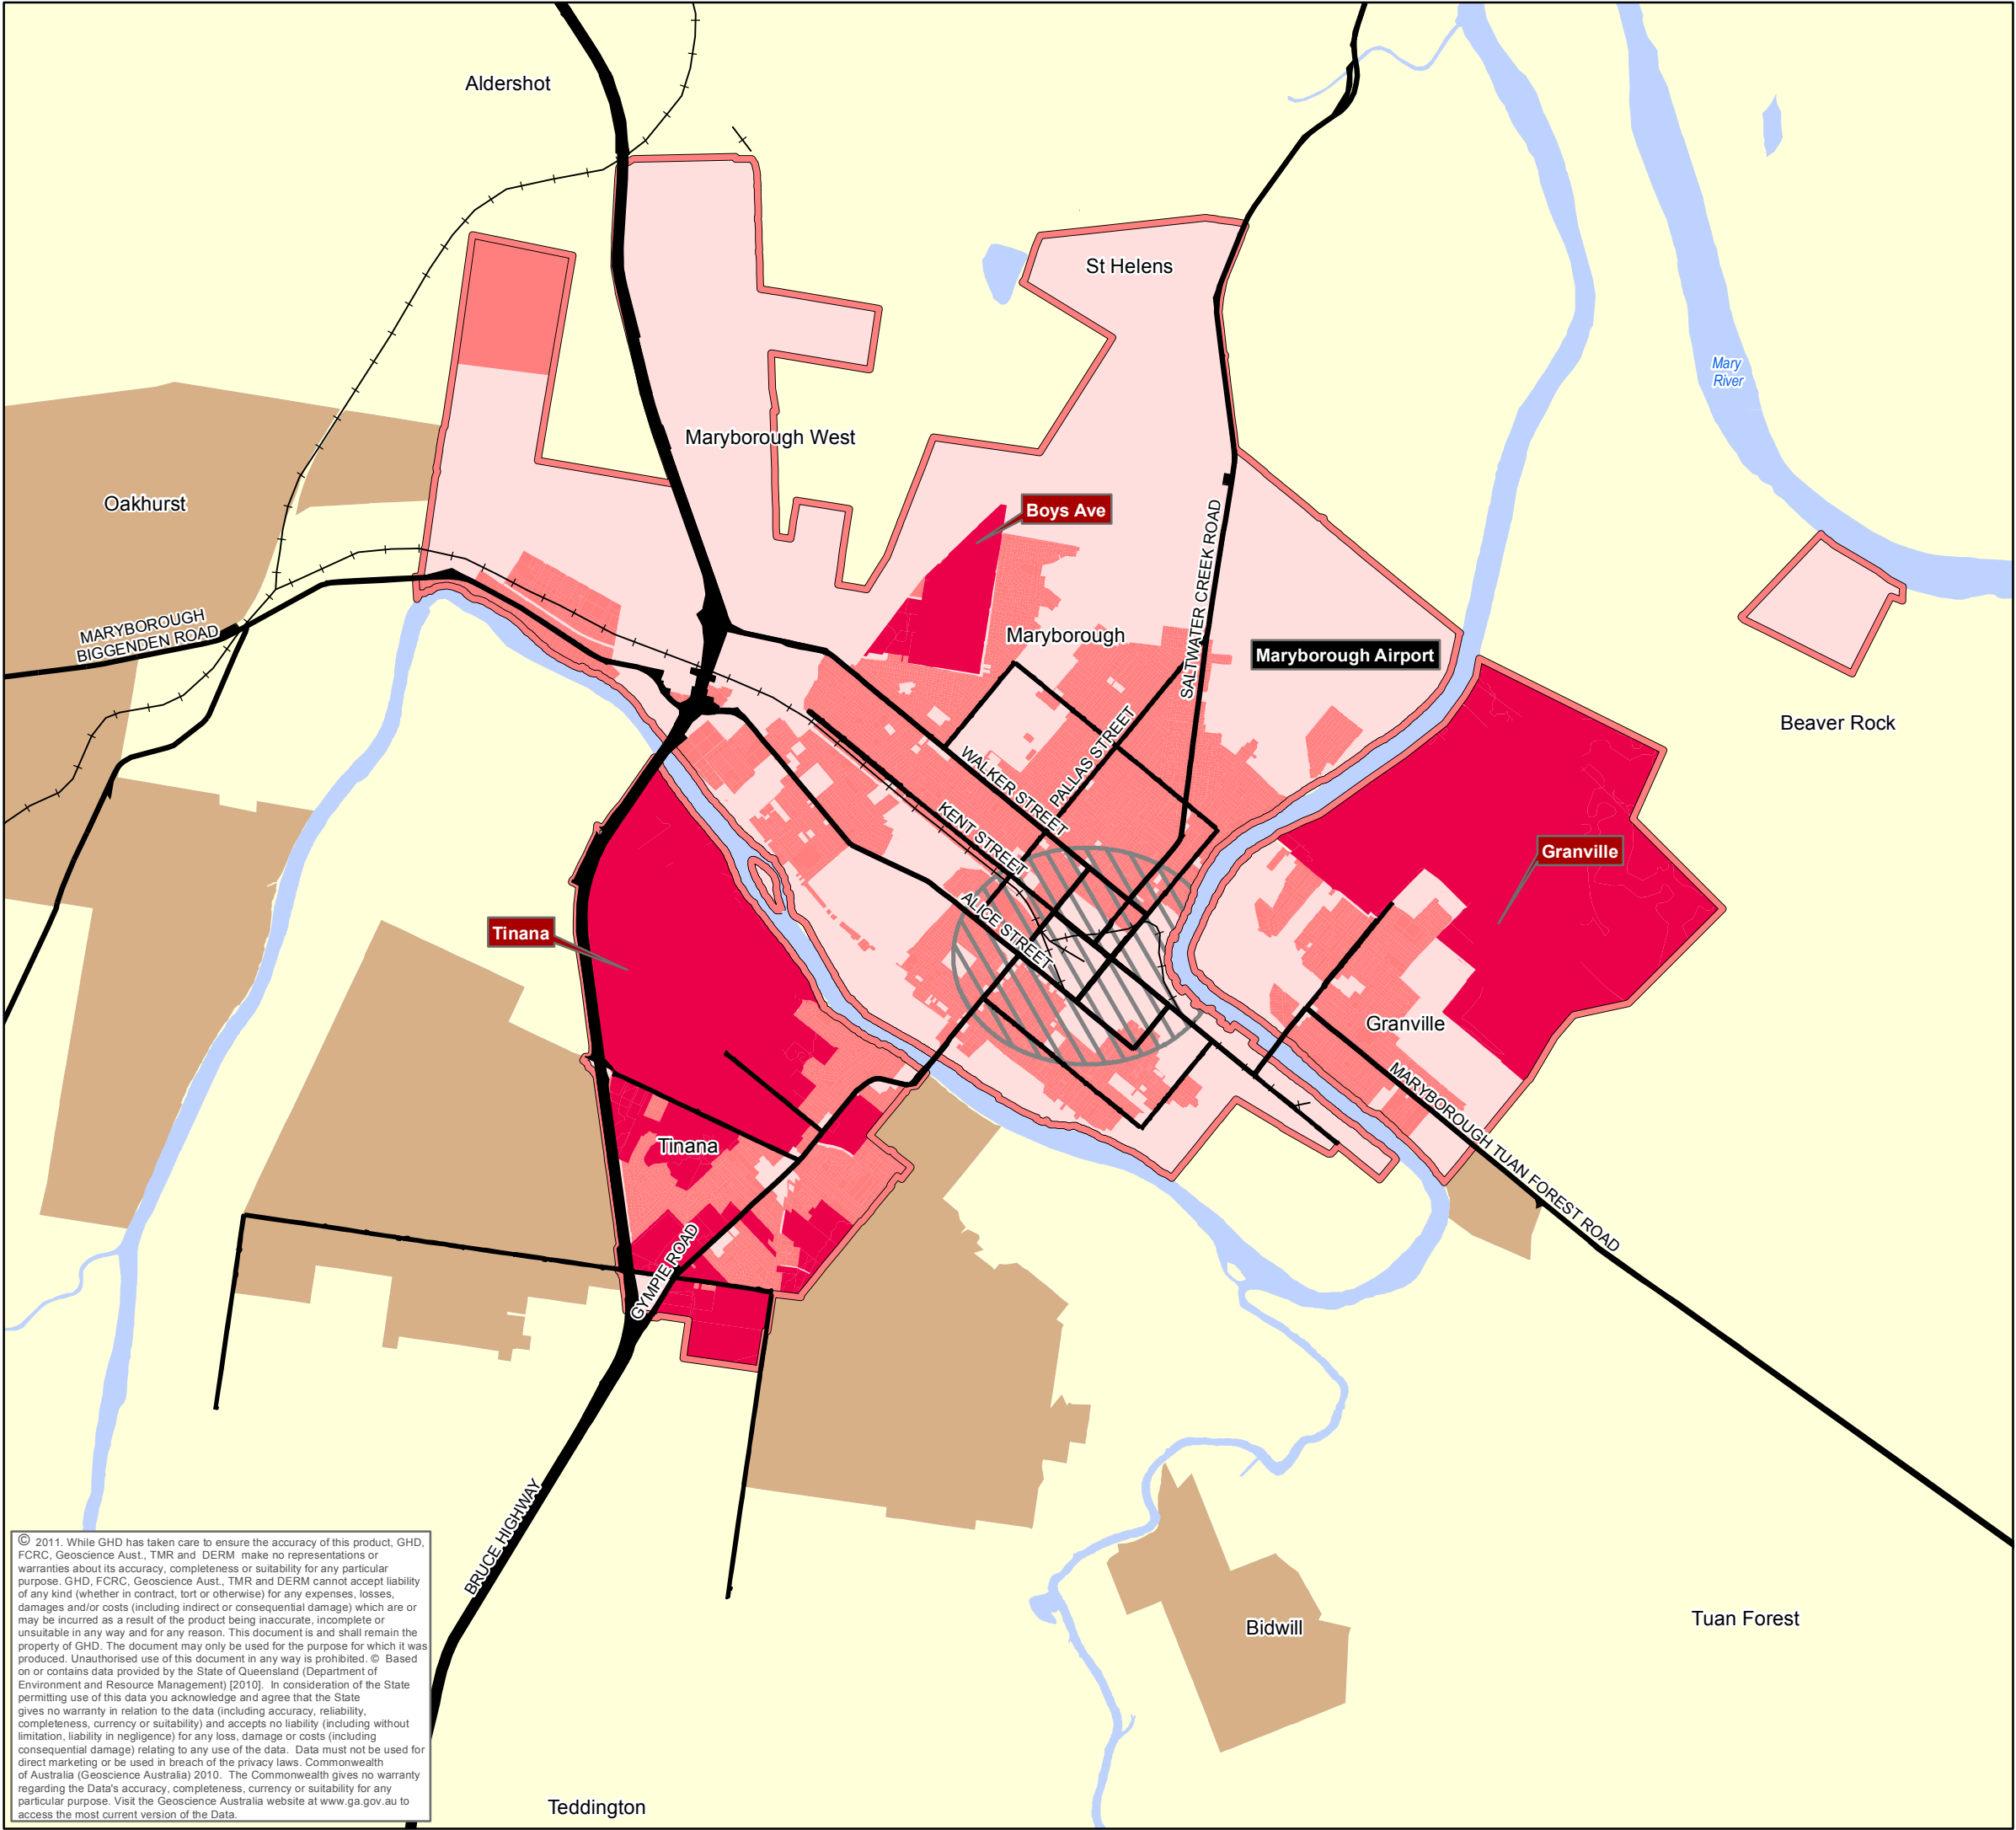 Aldershot
St Helens
Mary
River
Maryborough West
Oakhurst
Boys Ave
SALTWATER CREEK ROAD
MARYBOROUGH
BIGGENDEN ROAD
Maryborough
Maryborough Airport
Beaver Rock
PALLAS STREET
WALKER STREET
KENT STREET
ALICE STREET
Granville
Tinana
Granville
MARYBOROUGH TUAN FOREST ROAD
Tinana
GYMPIE ROAD
BRUCE HIGHWAY
Bidwill
Tuan Forest
Teddington
© 2011. While GHD has taken care to ensure the accuracy of this product, GHD,
FCRC, Geoscience Aust., TMR and DERM make no representations or
warranties about its accuracy, completeness or suitability for any particular
purpose. GHD, FCRC, Geoscience Aust., TMR and DERM cannot accept liability
of any kind (whether in contract, tort or otherwise) for any expenses, losses,
damages and/or costs (including indirect or consequential damage) which are or
may be incurred as a result of the product being inaccurate, incomplete or
unsuitable in any way and for any reason. This document is and shall remain the
property of GHD. The document may only be used for the purpose for which it was
produced. Unauthorised use of this document in any way is prohibited. © Based
on or contains data provided by the State of Queensland (Department of
Environment and Resource Management) [2010]. In consideration of the State
permitting use of this data you acknowledge and agree that the State
gives no warranty in relation to the data (including accuracy, reliability,
completeness, currency or suitability) and accepts no liability (including without
limitation, liability in negligence) for any loss, damage or costs (including
consequential damage) relating to any use of the data. Data must not be used for
direct marketing or be used in breach of the privacy laws. Commonwealth
of Australia (Geoscience Australia) 2010. The Commonwealth gives no warranty
regarding the Data's accuracy, completeness, currency or suitability for any
particular purpose. Visit the Geoscience Australia website at www.ga.gov.au to
access the most current version of the Data.